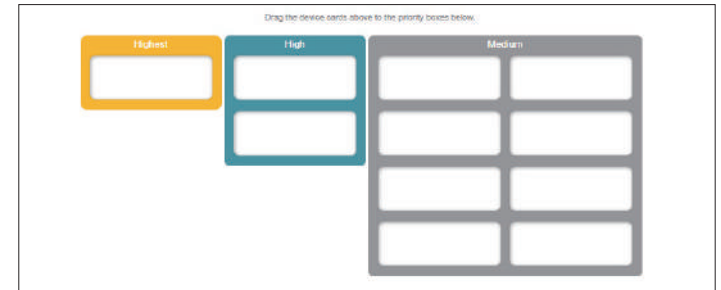 Drag the device cards above to the priority boxes below.
Highest High Medium